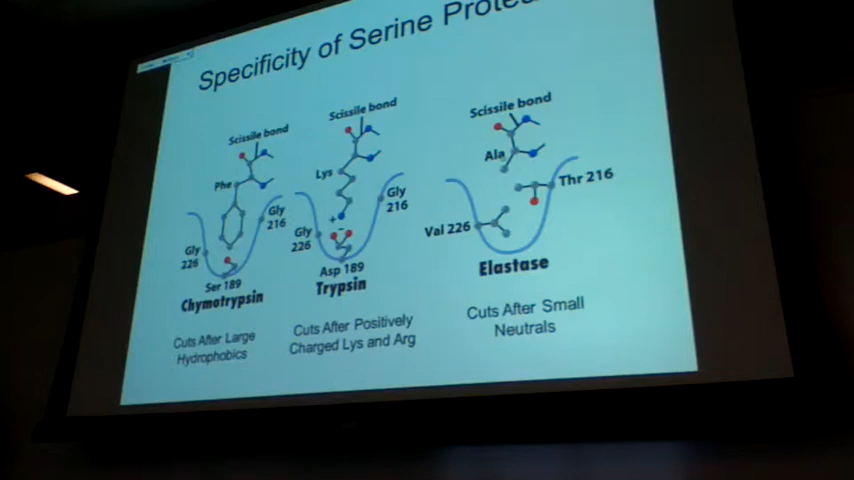 Specificity of Serine
Scissile bond
Phe
Gly
216
Gly
226
Ser 189
Chymotrypsin
Cuts After Large
Hydrophobics
Scissile bond
Lys
+
-
Gly
216
Gly
226
Asp 189
Trypsin
Cuts After Positively
Charged Lys and Arg
Scissile bond
Ala
Thr 216
Val 226
Elastase
Cuts After Small
Neutrals